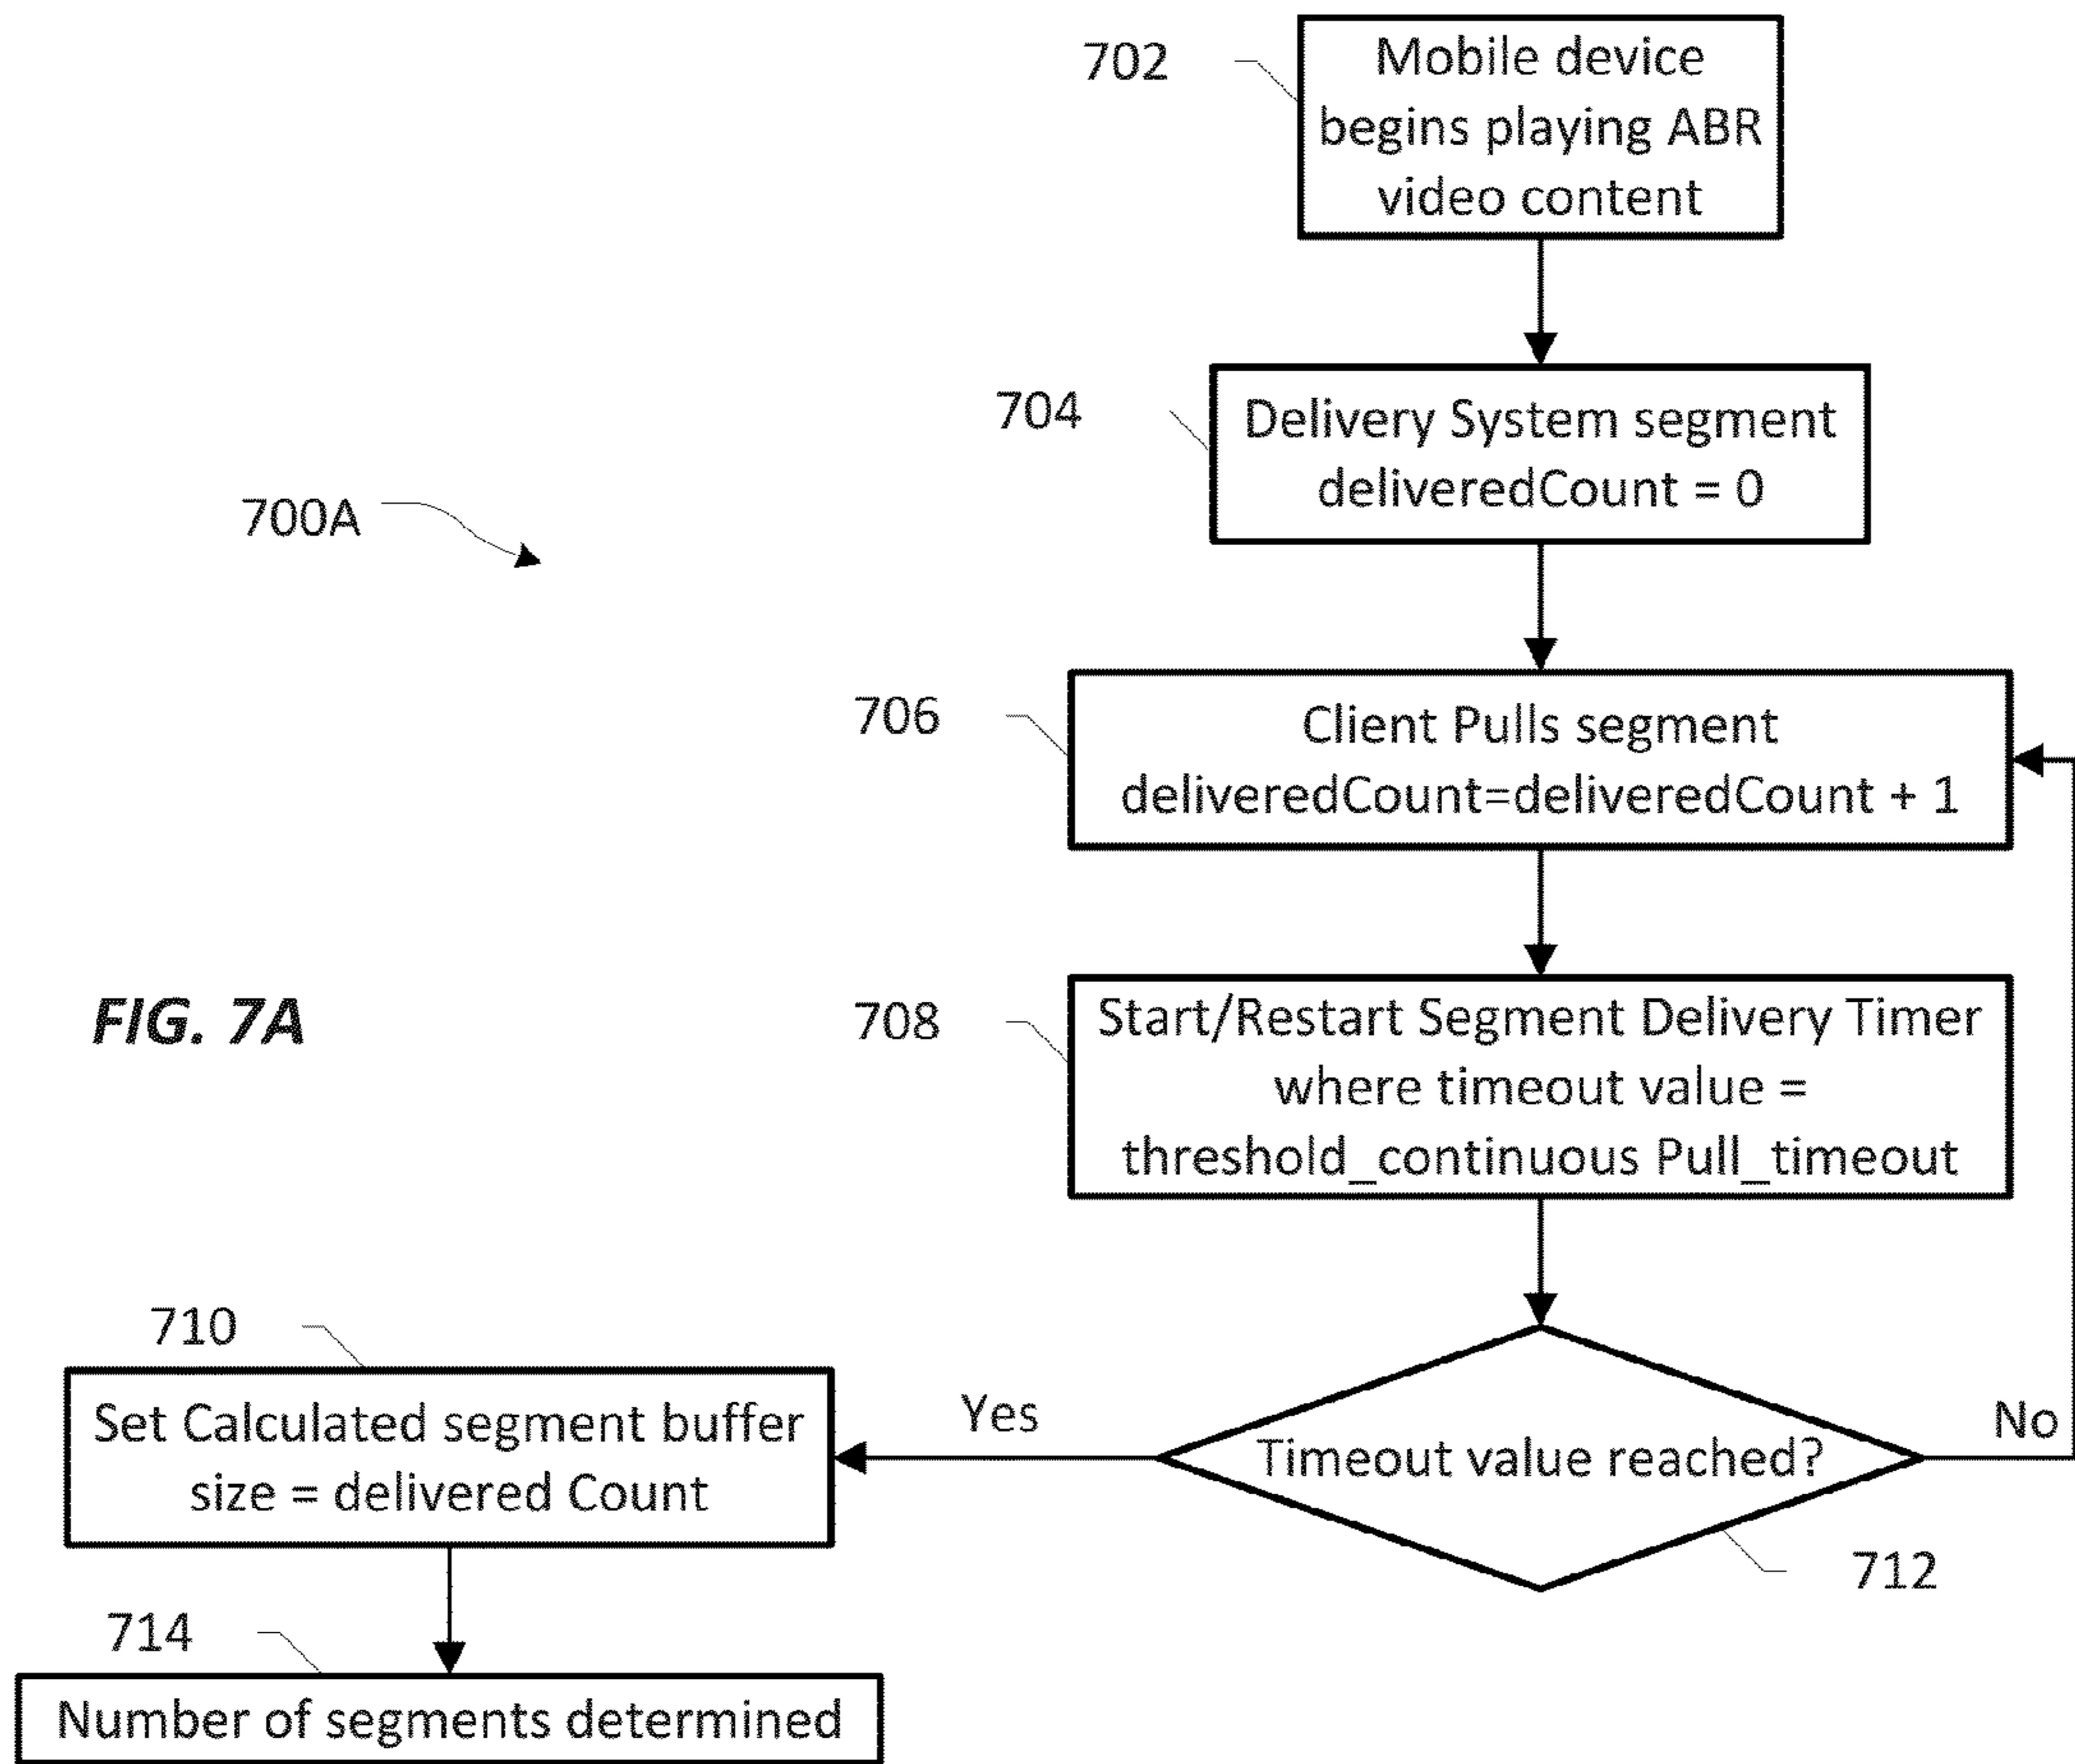 702
Mobile device
begins playing ABR
video content
704
Delivery System segment
deliveredCount = 0
700A
706
Client Pulls segment
deliveredCount=deliveredCount + 1
FIG. 7A
708
Start/Restart Segment Delivery Timer
where timeout value =
threshold_continuous Pull_timeout
710
Set Calculated segment buffer
size = delivered Count
Yes
Timeout value reached?
No
712
714
Number of segments determined